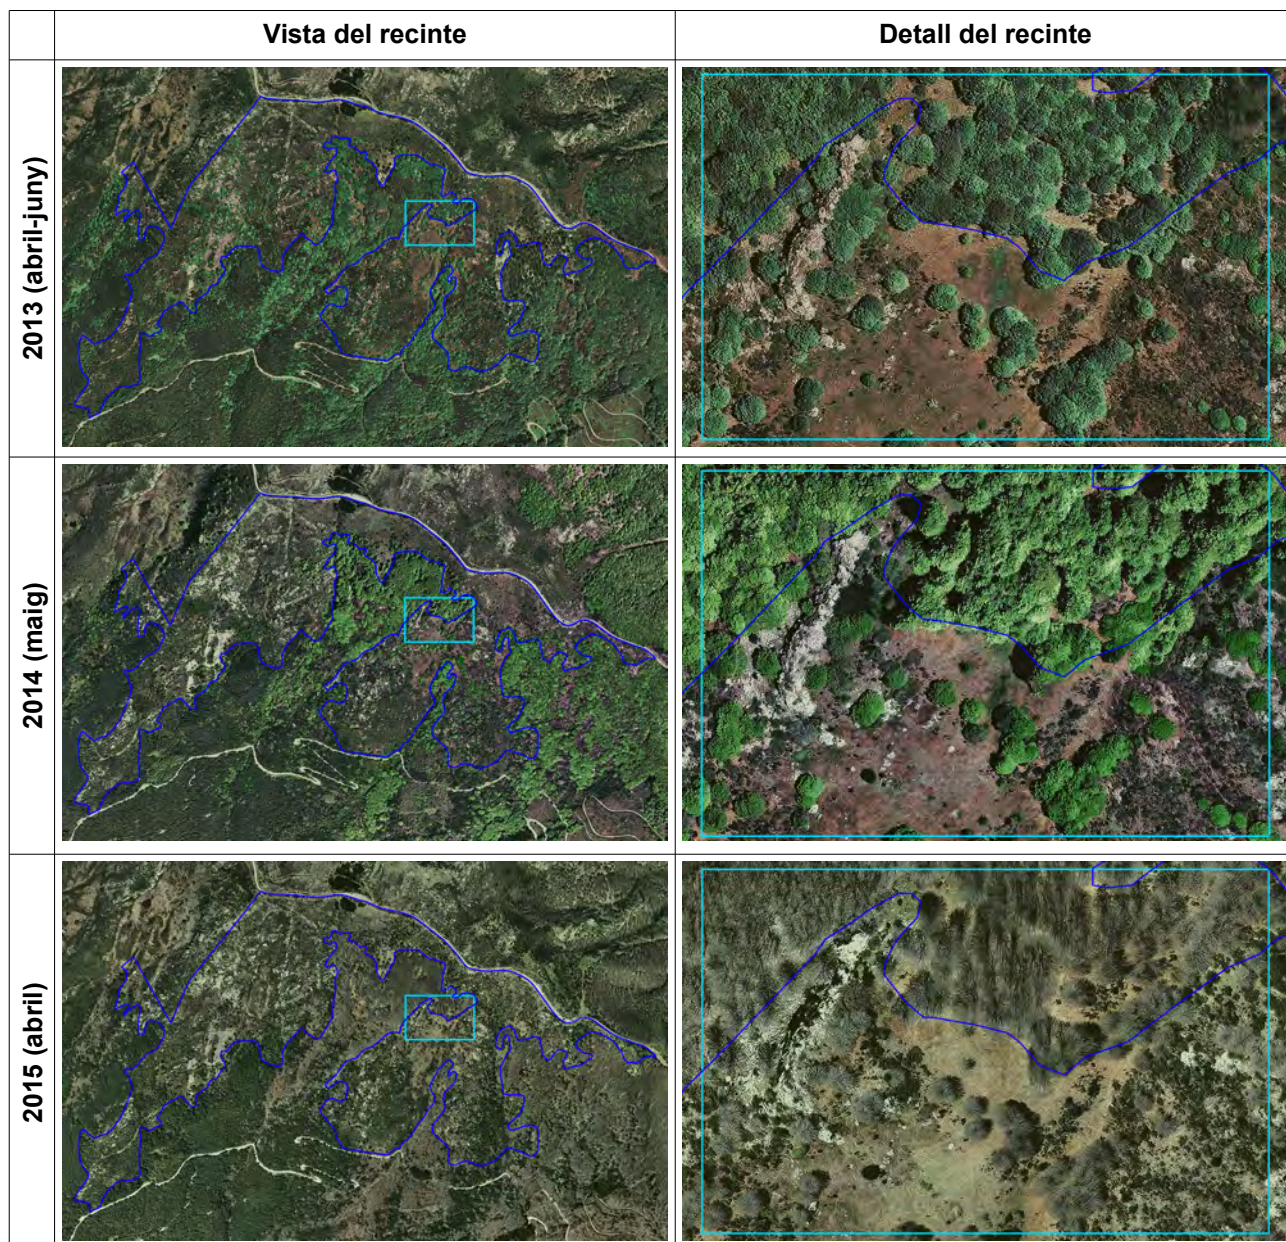 Vista del recinte
Detall del recinte
2013 (abril-juny)
2014 (maig)
2015 (abril)